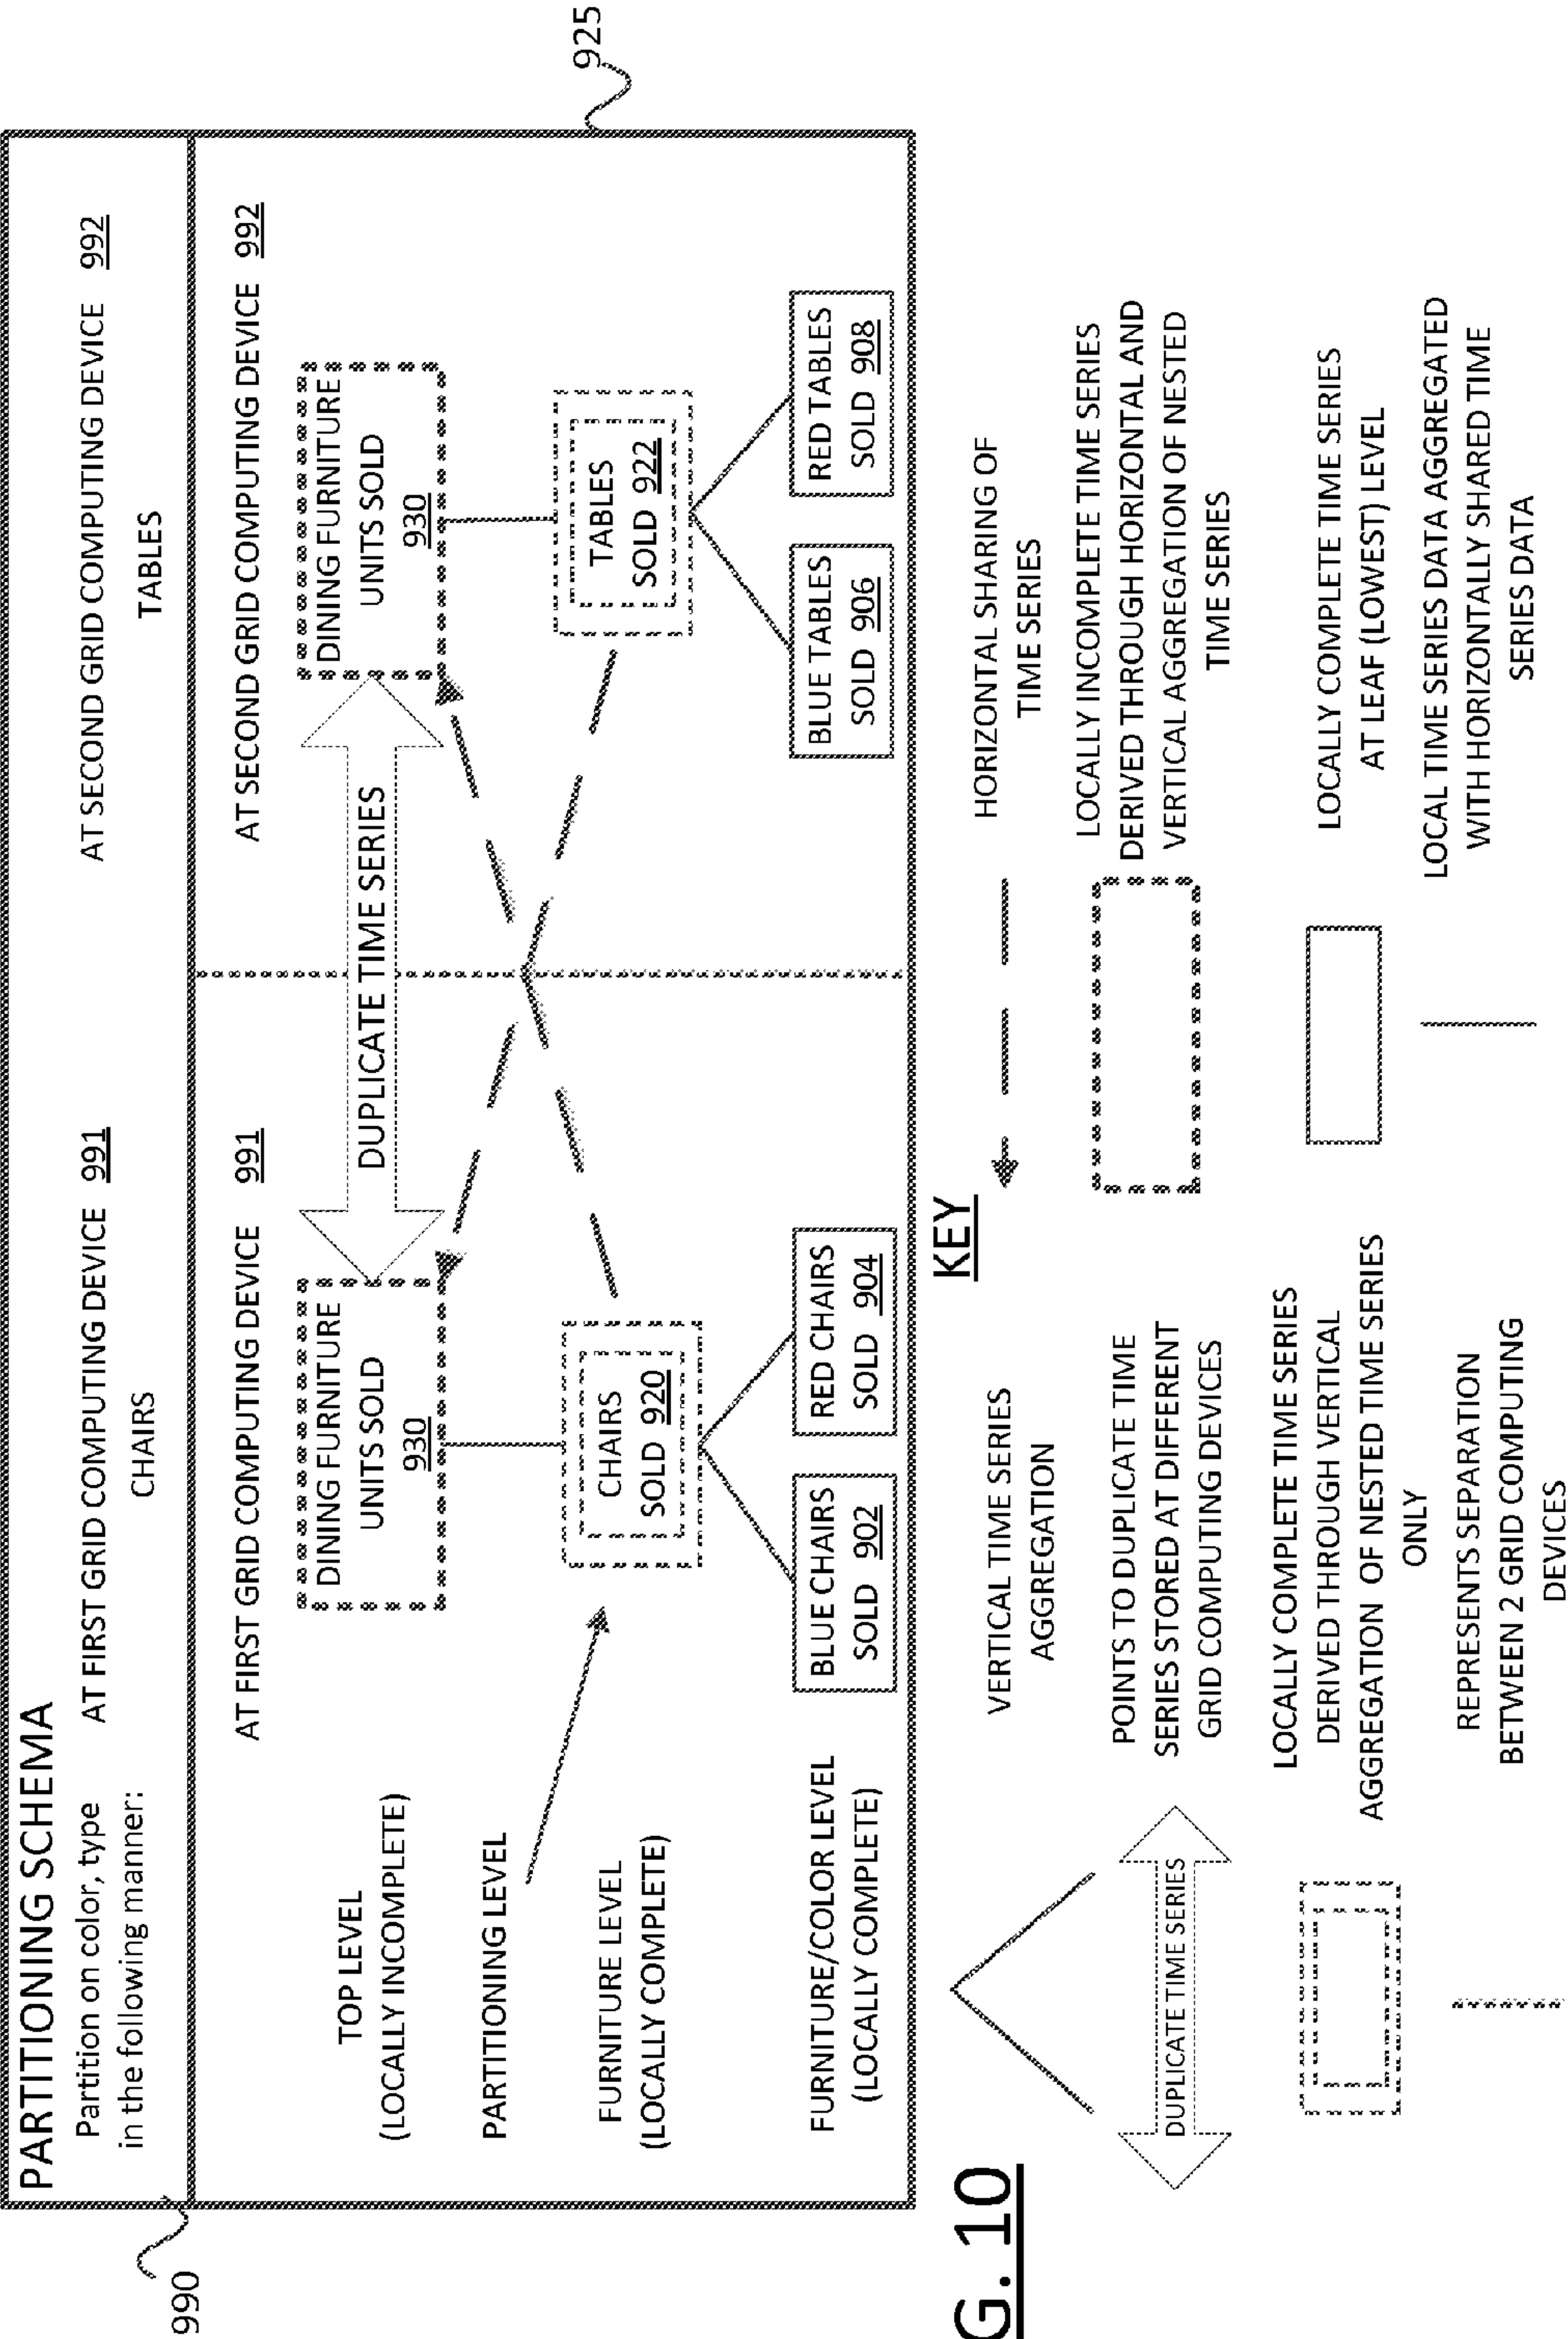 PARTITIONING SCHEMA
Partition on color, type
in the following manner:
AT FIRST GRID COMPUTING DEVICE 991
CHAIRS
AT SECOND GRID COMPUTING DEVICE 992
TABLES
990
AT FIRST GRID COMPUTING DEVICE 991
AT SECOND GRID COMPUTING DEVICE 992
TOP LEVEL
(LOCALLY INCOMPLETE)
DINING FURNITURE
UNITS SOLD
930
DUPLICATE TIME SERIES
DINING FURNITURE
UNITS SOLD
930
PARTITIONING LEVEL
FURNITURE LEVEL
(LOCALLY COMPLETE)
CHAIRS
SOLD 920
TABLES
SOLD 922
925
FURNITURE/COLOR LEVEL
(LOCALLY COMPLETE)
BLUE CHAIRS
SOLD 902
RED CHAIRS
SOLD 904
BLUE TABLES
SOLD 906
RED TABLES
SOLD 908
G. 10
KEY
VERTICAL TIME SERIES
AGGREGATION
HORIZONTAL SHARING OF
TIME SERIES
DUPLICATE TIME SERIES
POINTS TO DUPLICATE TIME
SERIES STORED AT DIFFERENT
GRID COMPUTING DEVICES
LOCALLY INCOMPLETE TIME SERIES
DERIVED THROUGH HORIZONTAL AND
VERTICAL AGGREGATION OF NESTED
TIME SERIES
LOCALLY COMPLETE TIME SERIES
DERIVED THROUGH VERTICAL
AGGREGATION OF NESTED TIME SERIES
ONLY
LOCALLY COMPLETE TIME SERIES
AT LEAF (LOWEST) LEVEL
REPRESENTS SEPARATION
BETWEEN 2 GRID COMPUTING
DEVICES
LOCAL TIME SERIES DATA AGGREGATED
WITH HORIZONTALLY SHARED TIME
SERIES DATA